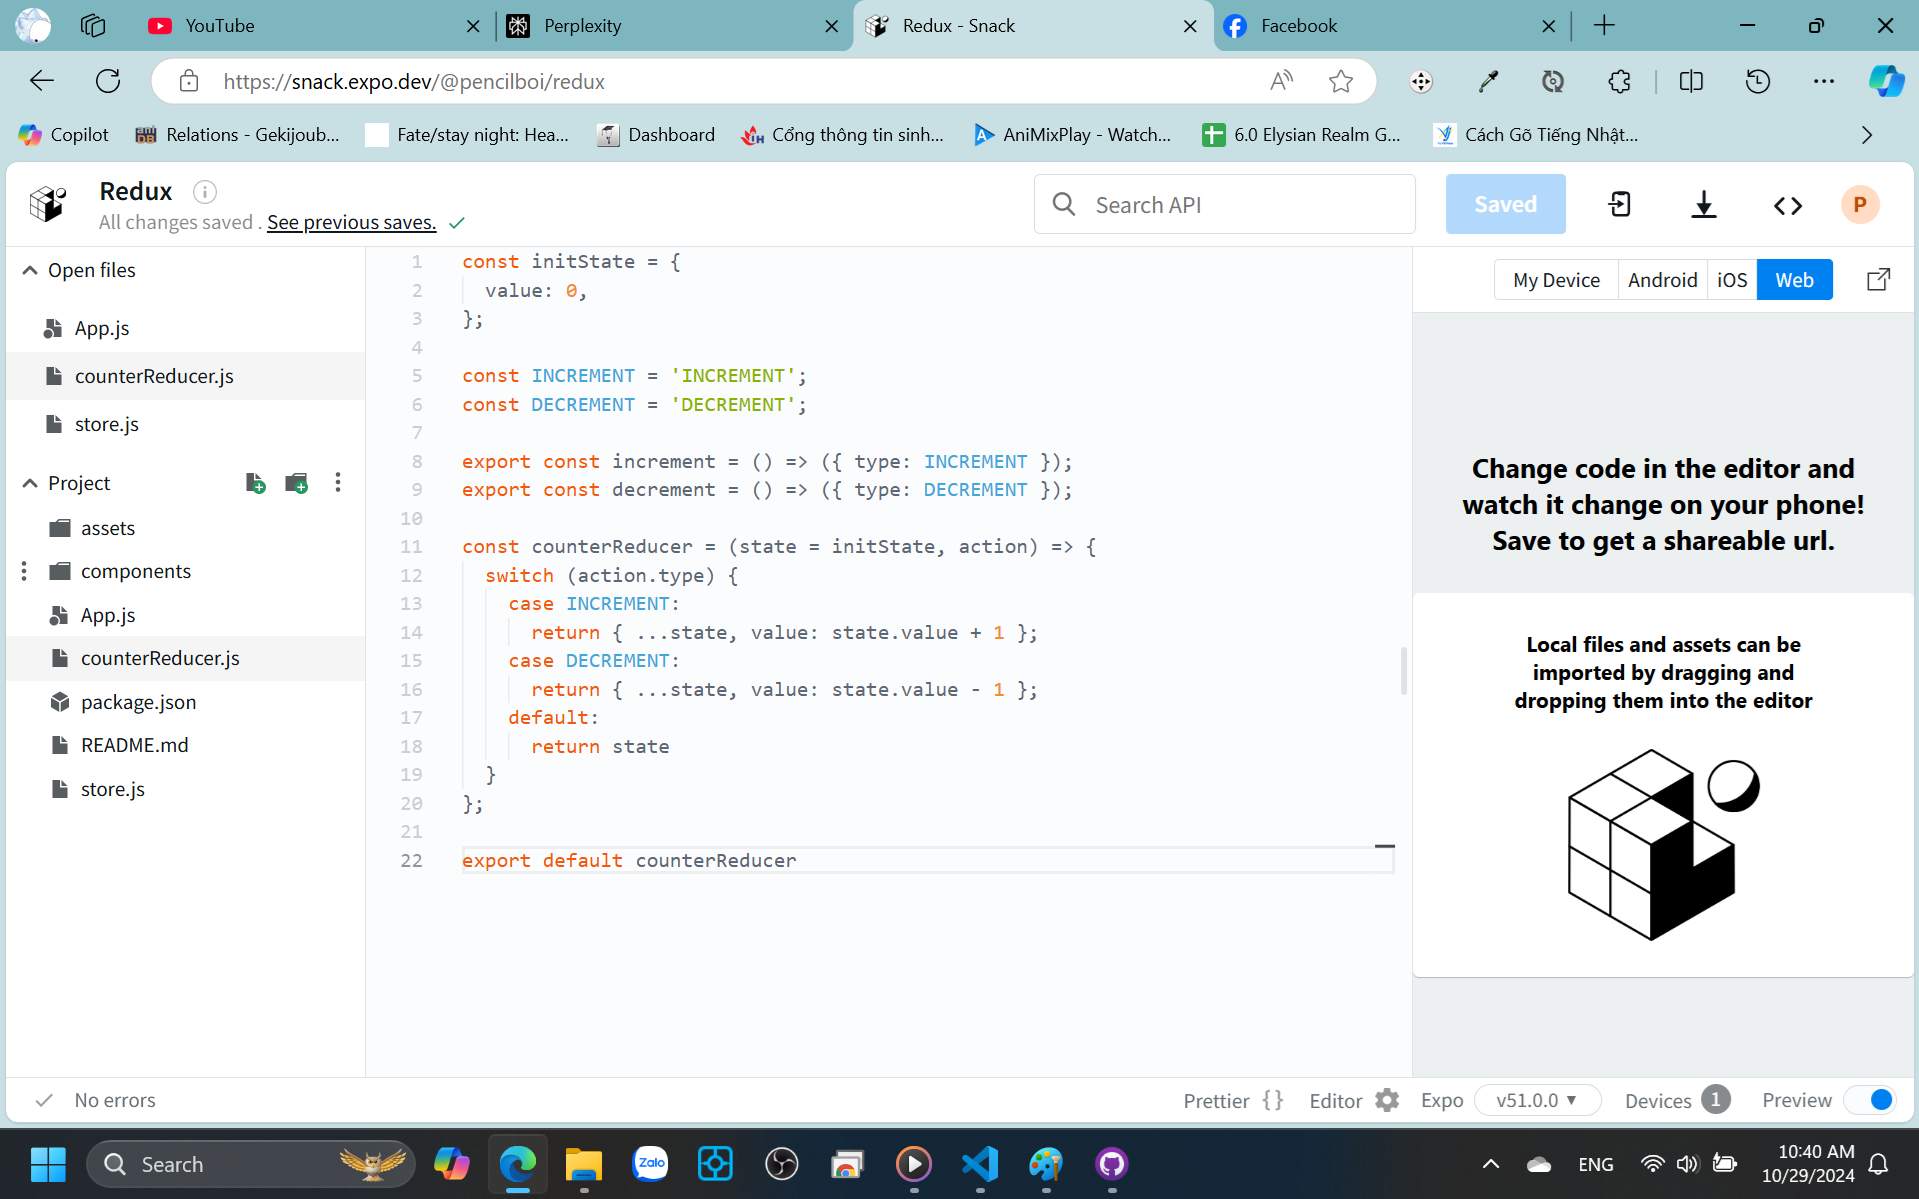 YouTube
Perplexity
Redux - Snack
Facebook
https://snack.expo.dev/@pencilboi/redux
Copilot
Relations - Gekijoub...
Fate/stay night: Hea...
Dashboard
Cổng thông tin sinh...
AniMixPlay - Watch...
6.0 Elysian Realm G...
Cách Gõ Tiếng Nhật...
Redux
All changes saved . See previous saves.
Search API
Saved
P
Open files
App.js
counterReducer.js
store.js
Project
assets
components
App.js
counterReducer.js
package.json
README.md
store.js
1 const initState = {
2 value: 0,
3 };
4
5 const INCREMENT = 'INCREMENT';
6 const DECREMENT = 'DECREMENT';
7
8 export const increment = () => ({ type: INCREMENT });
9 export const decrement = () => ({ type: DECREMENT });
10
11 const counterReducer = (state = initState, action) => {
12 switch (action.type) {
13 case INCREMENT:
14 return { ...state, value: state.value + 1 };
15 case DECREMENT:
16 return { ...state, value: state.value - 1 };
17 default:
18 return state
19 }
20 };
21
22 export default counterReducer
My Device
Android
iOS
Web
Change code in the editor and
watch it change on your phone!
Save to get a shareable url.
Local files and assets can be
imported by dragging and
dropping them into the editor
No errors
Prettier {}
Editor
Expo
v51.0.0
Devices 1
Preview
Search
Zalo
ENG
10:40 AM
10/29/2024